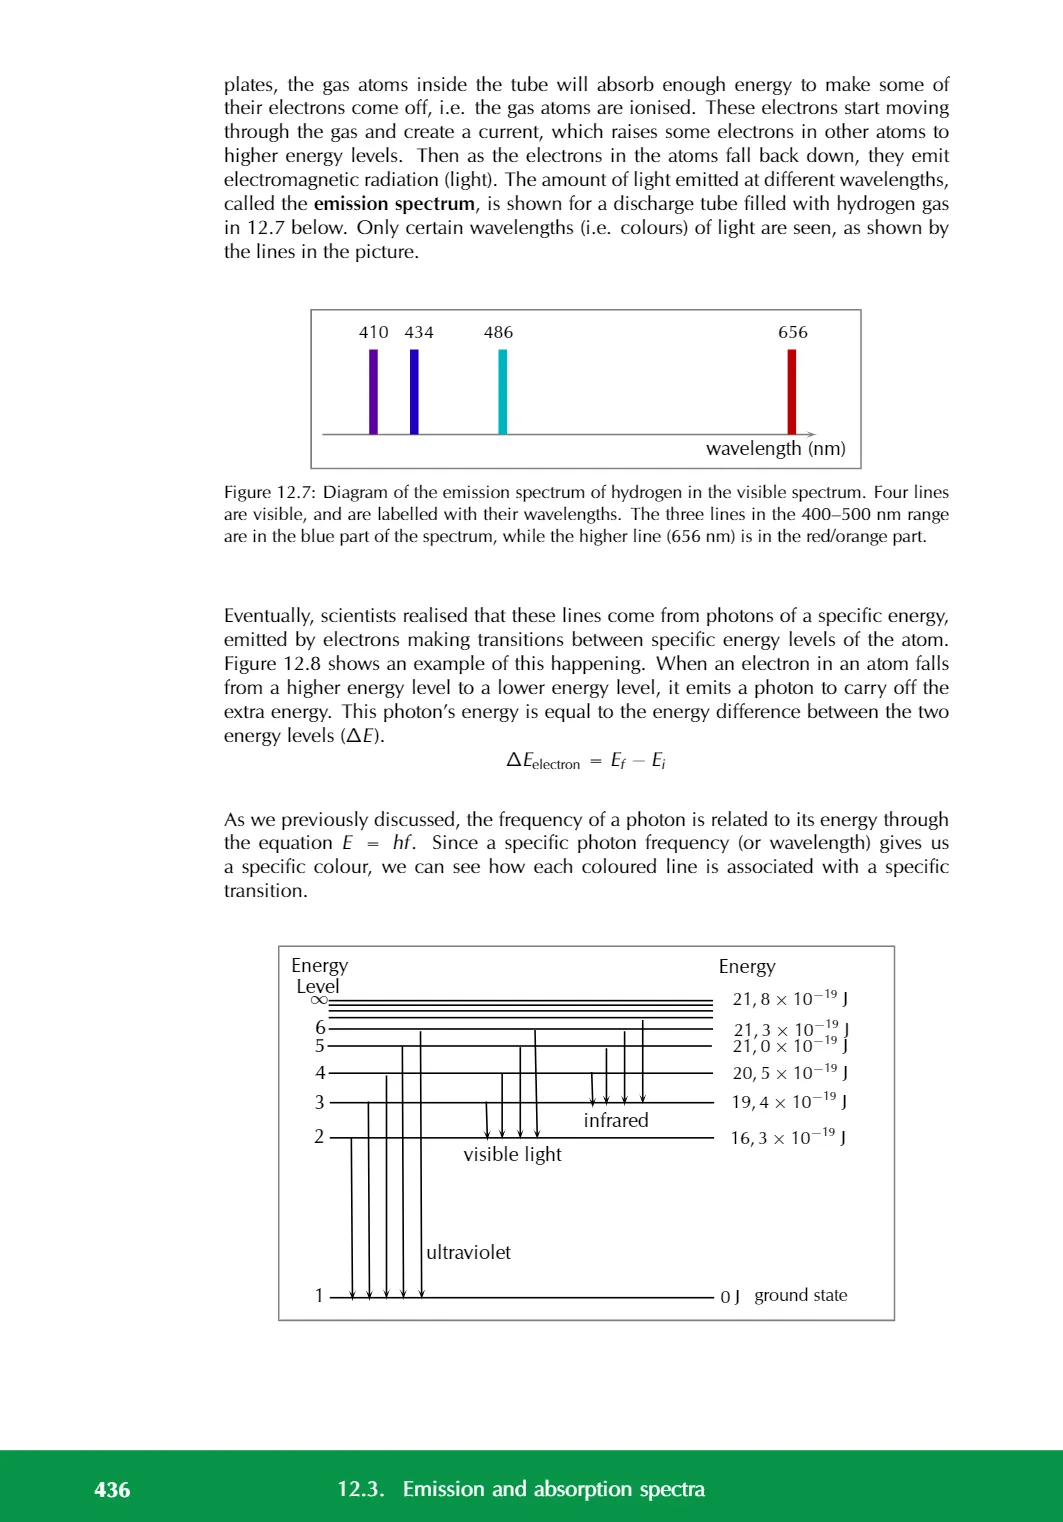 plates, the gas atoms inside the tube will absorb enough energy to make some of
their electrons come off, i.e. the gas atoms are ionised. These electrons start moving
through the gas and create a current, which raises some electrons in other atoms to
higher energy levels. Then as the electrons in the atoms fall back down, they emit
electromagnetic radiation (light). The amount of light emitted at different wavelengths,
called the emission spectrum, is shown for a discharge tube filled with hydrogen gas
in 12.7 below. Only certain wavelengths (i.e. colours) of light are seen, as shown by
the lines in the picture.
410 434 486 656
wavelength (nm)
Figure 12.7: Diagram of the emission spectrum of hydrogen in the visible spectrum. Four lines
are visible, and are labelled with their wavelengths. The three lines in the 400–500 nm range
are in the blue part of the spectrum, while the higher line (656 nm) is in the red/orange part.
Eventually, scientists realised that these lines come from photons of a specific energy,
emitted by electrons making transitions between specific energy levels of the atom.
Figure 12.8 shows an example of this happening. When an electron in an atom falls
from a higher energy level to a lower energy level, it emits a photon to carry off the
extra energy. This photon's energy is equal to the energy difference between the two
energy levels (ΔE).
ΔE_electron = E_f − E_i
As we previously discussed, the frequency of a photon is related to its energy through
the equation E = hf. Since a specific photon frequency (or wavelength) gives us
a specific colour, we can see how each coloured line is associated with a specific
transition.
Energy Energy
Level
∞ 21,8 × 10⁻¹⁹ J
6 21,3 × 10⁻¹⁹ J
5 21,0 × 10⁻¹⁹ J
4 20,5 × 10⁻¹⁹ J
3 19,4 × 10⁻¹⁹ J
infrared
2 16,3 × 10⁻¹⁹ J
visible light
ultraviolet
1 0 J ground state
436 12.3. Emission and absorption spectra